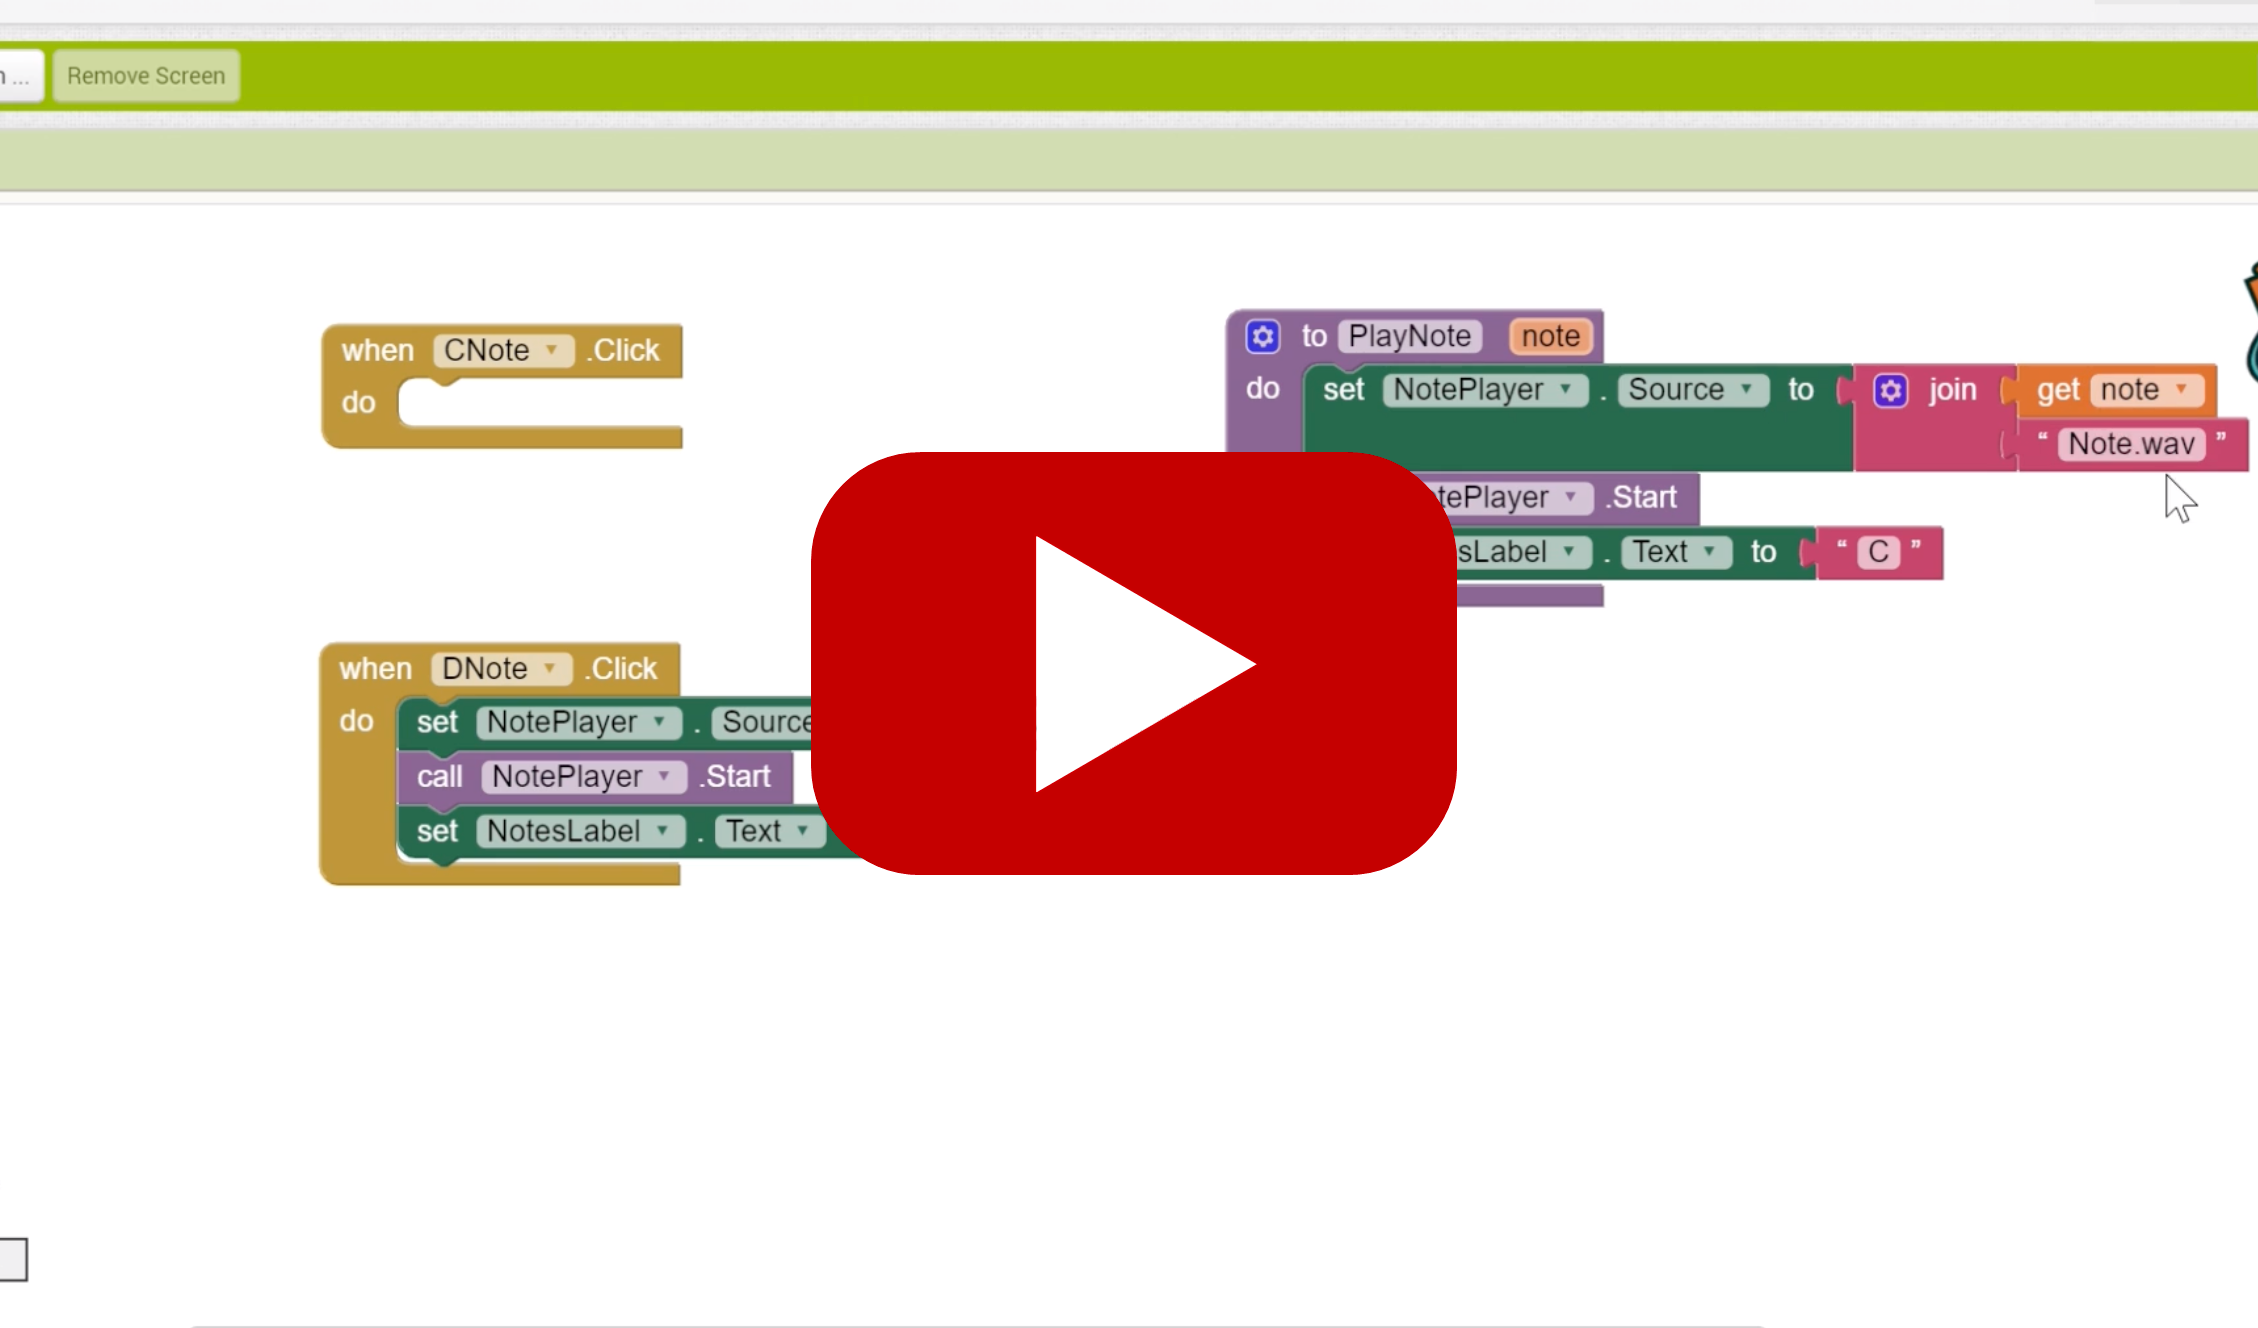 n ... Remove Screen
when CNote ▾ .Click
do
to PlayNote note
do set NotePlayer ▾ . Source ▾ to join get note ▾
“ Note.wav ”
tePlayer ▾ .Start
sLabel ▾ . Text ▾ to “ C ”
when DNote ▾ .Click
do set NotePlayer ▾ . Source
call NotePlayer ▾ .Start
set NotesLabel ▾ . Text ▾